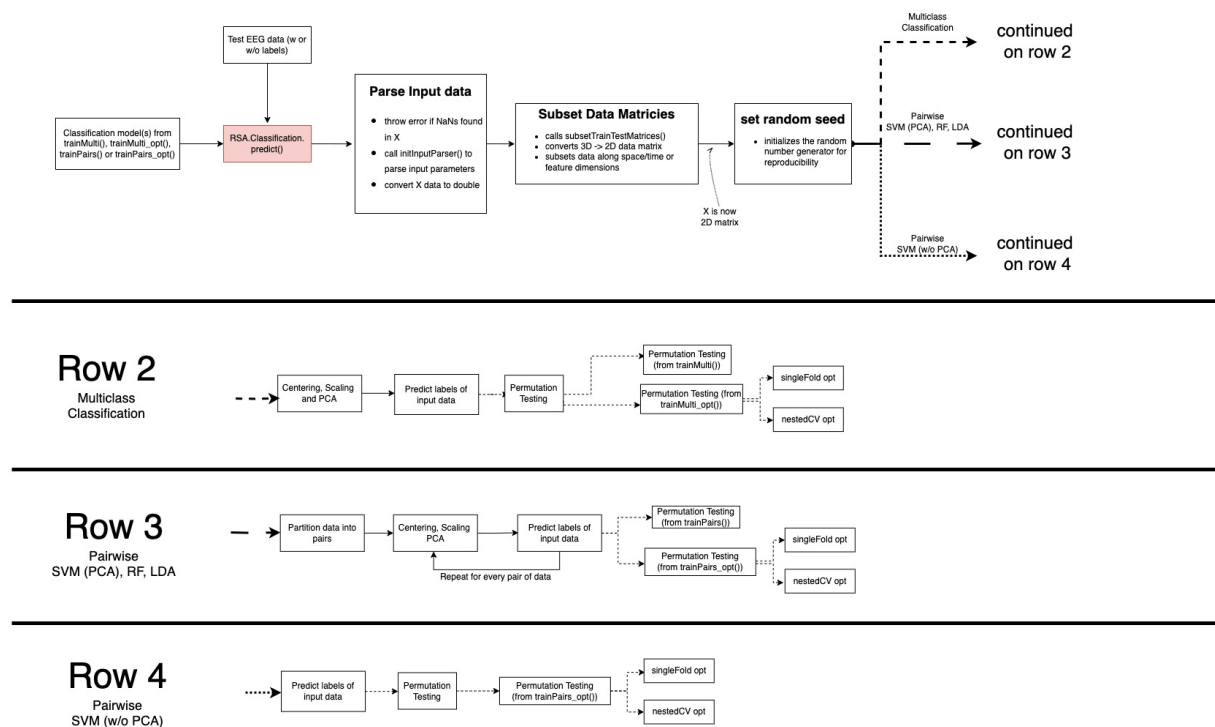 Test EEG data (w or
w/o labels)
Classification model(s) from
trainMulti(), trainMulti_opt(),
trainPairs() or trainPairs_opt()
RSA.Classification.
predict()
Parse Input data
• throw error if NaNs found
in X
• call initInputParser() to
parse input parameters
• convert X data to double
Subset Data Matricies
• calls subsetTrainTestMatrices()
• converts 3D -> 2D data matrix
• subsets data along space/time or
feature dimensions
X is now
2D matrix
set random seed
• initializes the random
number generator for
reproducibility
Multiclass
Classification
continued
on row 2
Pairwise
SVM (PCA), RF, LDA
continued
on row 3
Pairwise
SVM (w/o PCA)
continued
on row 4
Row 2
Multiclass
Classification
Centering, Scaling
and PCA
Predict labels of
input data
Permutation
Testing
Permutation Testing
(from trainMulti())
Permutation Testing (from
trainMulti_opt())
singleFold opt
nestedCV opt
Row 3
Pairwise
SVM (PCA), RF, LDA
Partition data into
pairs
Centering, Scaling
PCA
Predict labels of
input data
Repeat for every pair of data
Permutation Testing
(from trainPairs())
Permutation Testing
(from trainPairs_opt())
singleFold opt
nestedCV opt
Row 4
Pairwise
SVM (w/o PCA)
Predict labels of
input data
Permutation
Testing
Permutation Testing
(from trainPairs_opt())
singleFold opt
nestedCV opt